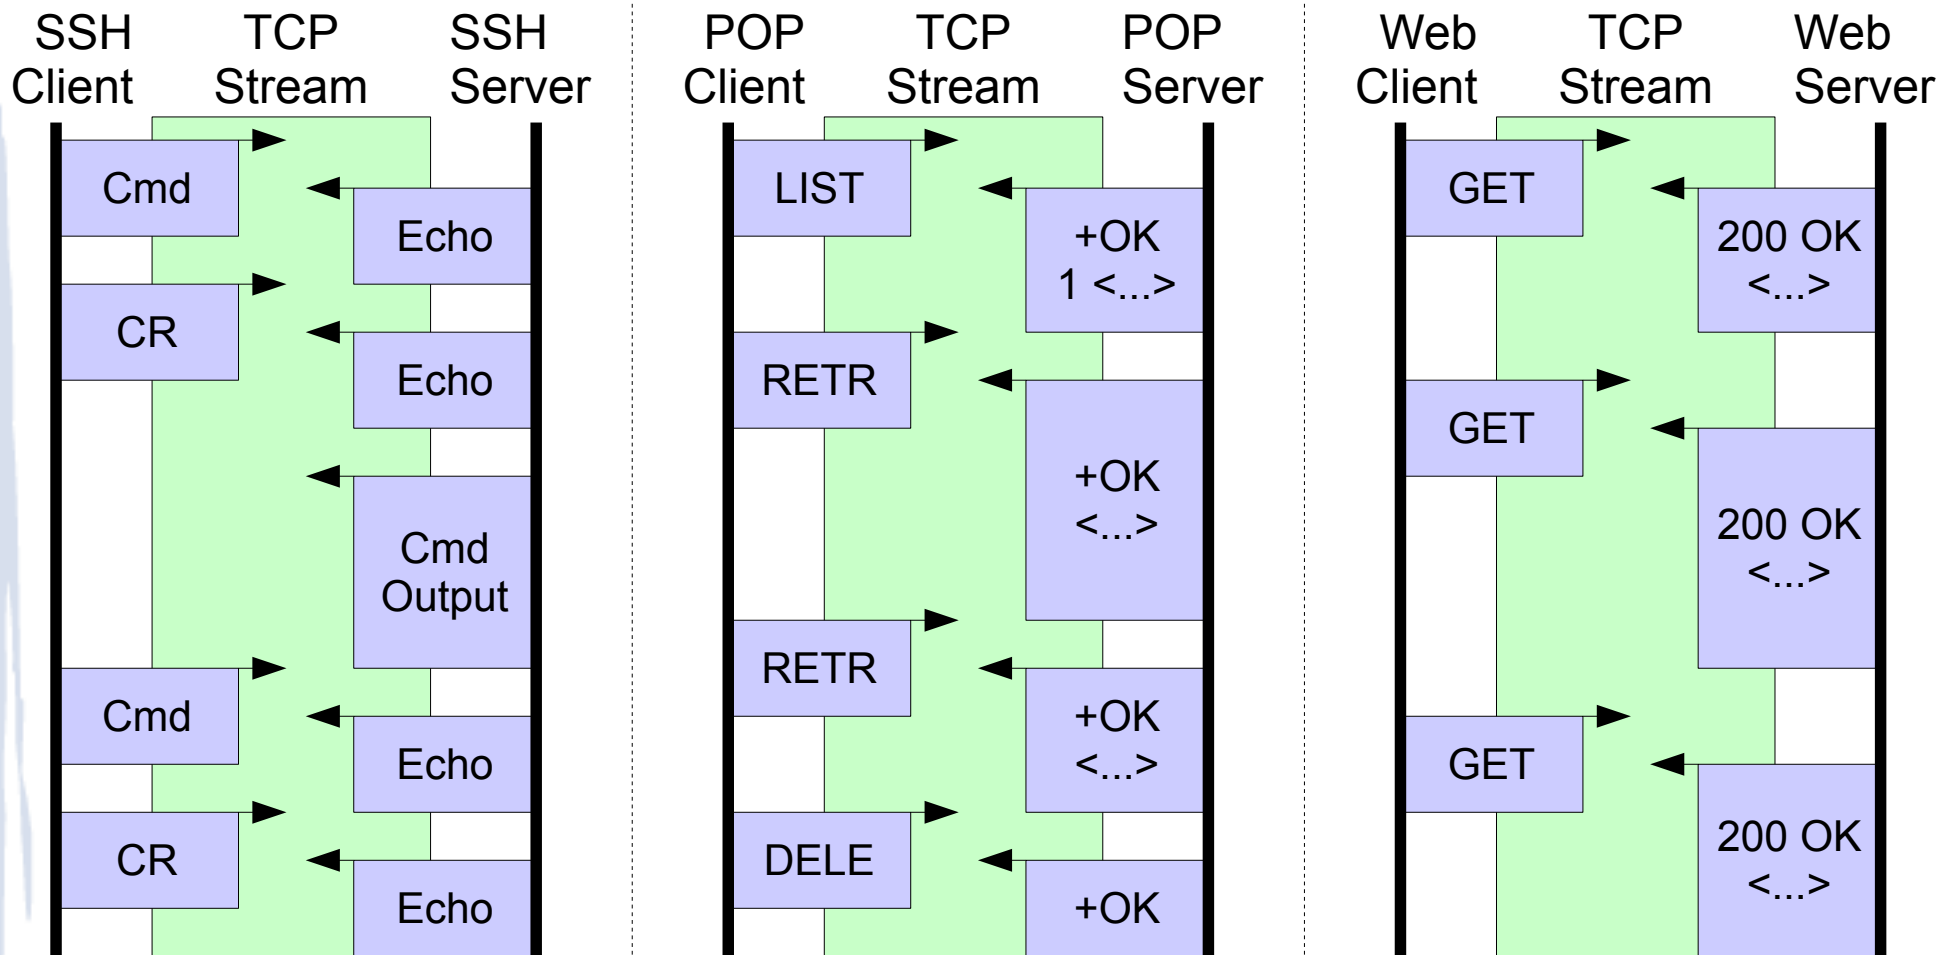 SSH
Client
TCP
Stream
SSH
Server
Cmd
Echo
CR
Echo
Cmd
Output
Cmd
Echo
CR
Echo
POP
Client
TCP
Stream
POP
Server
LIST
+OK
1 <...>
RETR
+OK
<...>
RETR
+OK
<...>
DELE
+OK
Web
Client
TCP
Stream
Web
Server
GET
200 OK
<...>
GET
200 OK
<...>
GET
200 OK
<...>